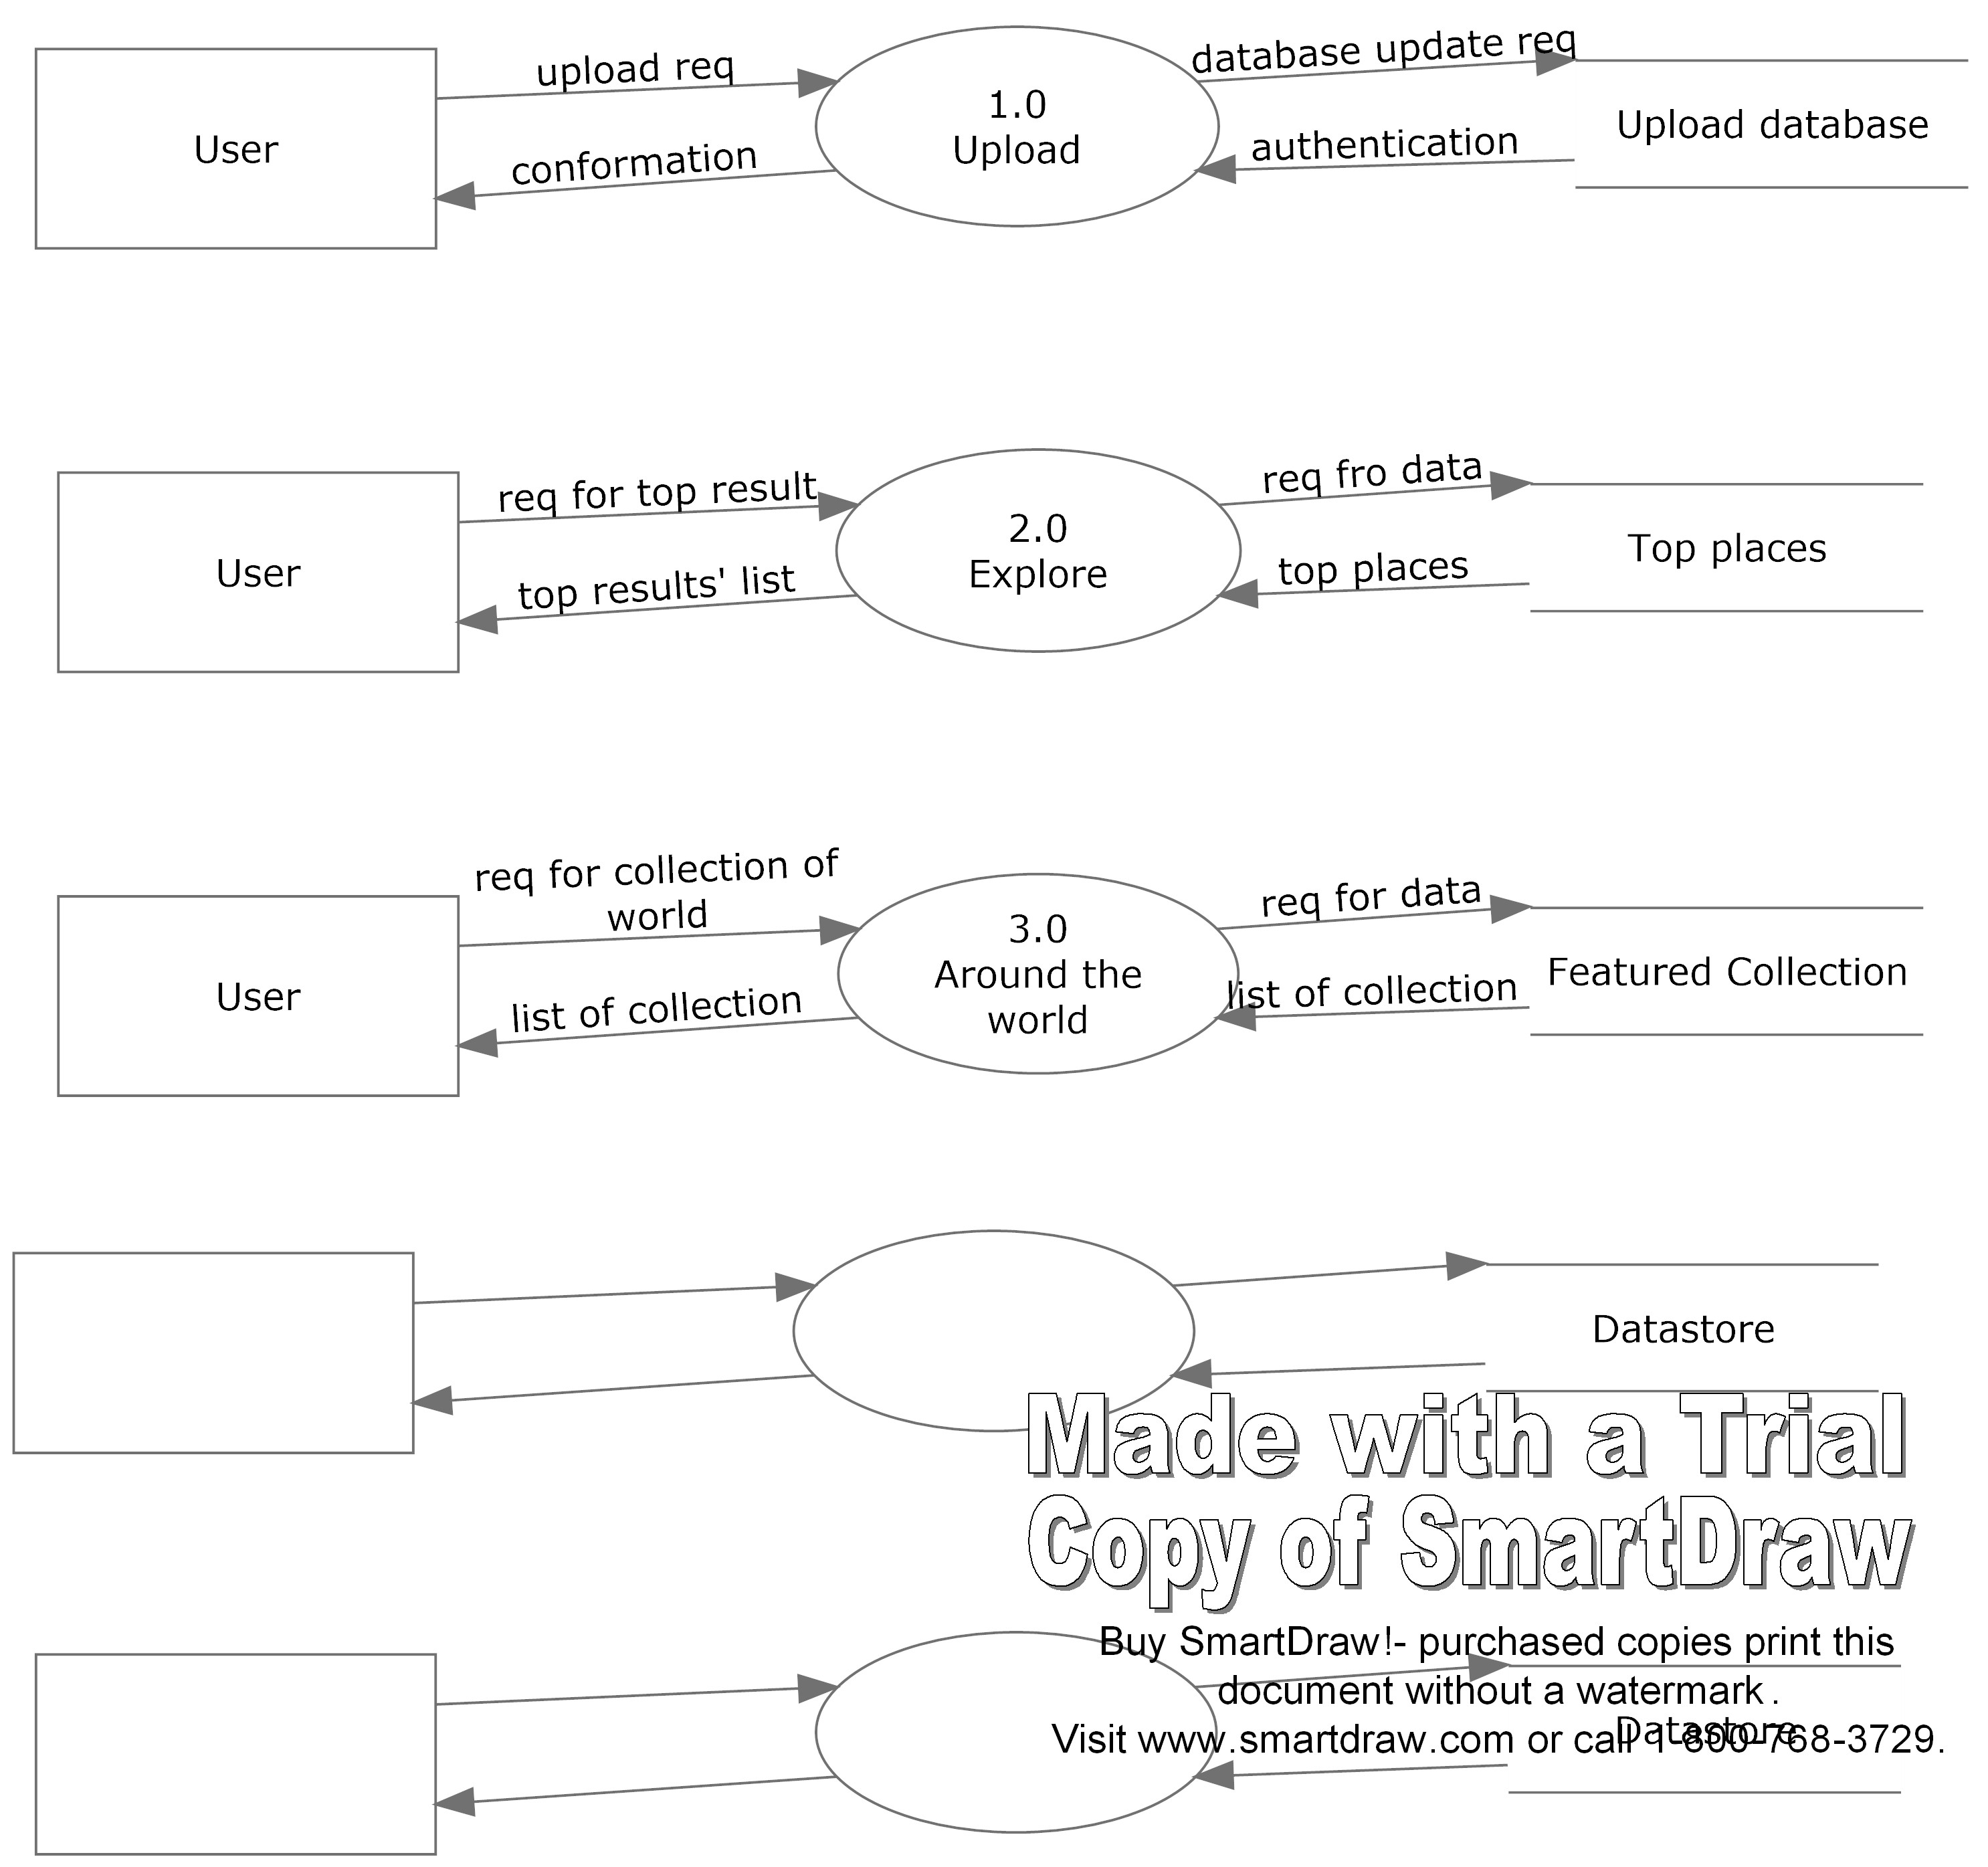 upload req
database update req
1.0
Upload
User
Upload database
conformation
authentication
req for top result
req fro data
2.0
Explore
User
Top places
top results' list
top places
req for collection of
world
req for data
3.0
Around the
world
User
Featured Collection
list of collection
list of collection
Datastore
Made with a Trial
Copy of SmartDraw
Buy SmartDraw!- purchased copies print this
document without a watermark.
Datastore
Visit www.smartdraw.com or call 1-800-768-3729.